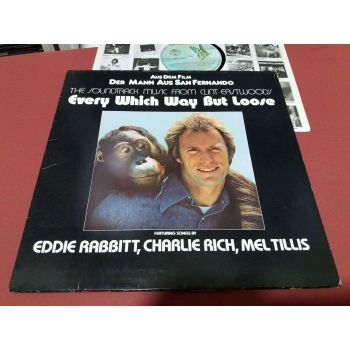 AUS DEM FILM
DER MANN AUS SAN FERNANDO
THE SOUNDTRACK MUSIC FROM CLINT EASTWOOD'S
Every Which Way But Loose
FEATURING SONGS BY
EDDIE RABBITT, CHARLIE RICH, MEL TILLIS